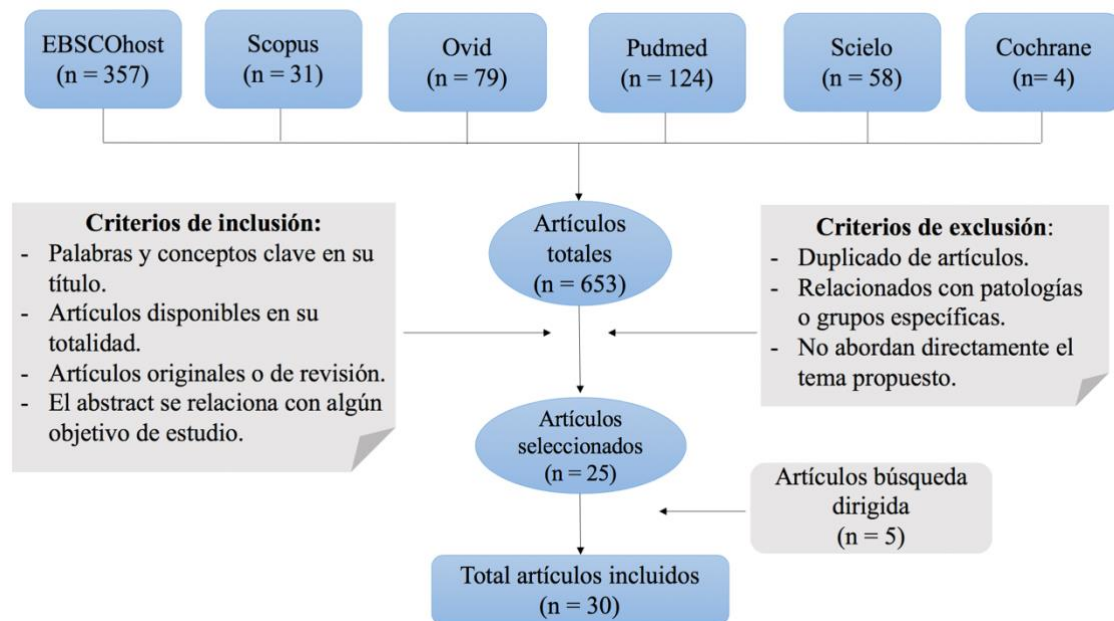 EBSCOhost
(n = 357)
Scopus
(n = 31)
Ovid
(n = 79)
Pudmed
(n = 124)
Scielo
(n = 58)
Cochrane
(n= 4)
Artículos
totales
(n = 653)
Criterios de inclusión:
- Palabras y conceptos clave en su
título.
- Artículos disponibles en su
totalidad.
- Artículos originales o de revisión.
- El abstract se relaciona con algún
objetivo de estudio.
Criterios de exclusión:
- Duplicado de artículos.
- Relacionados con patologías
o grupos específicas.
- No abordan directamente el
tema propuesto.
Artículos
seleccionados
(n = 25)
Artículos búsqueda
dirigida
(n = 5)
Total artículos incluidos
(n = 30)